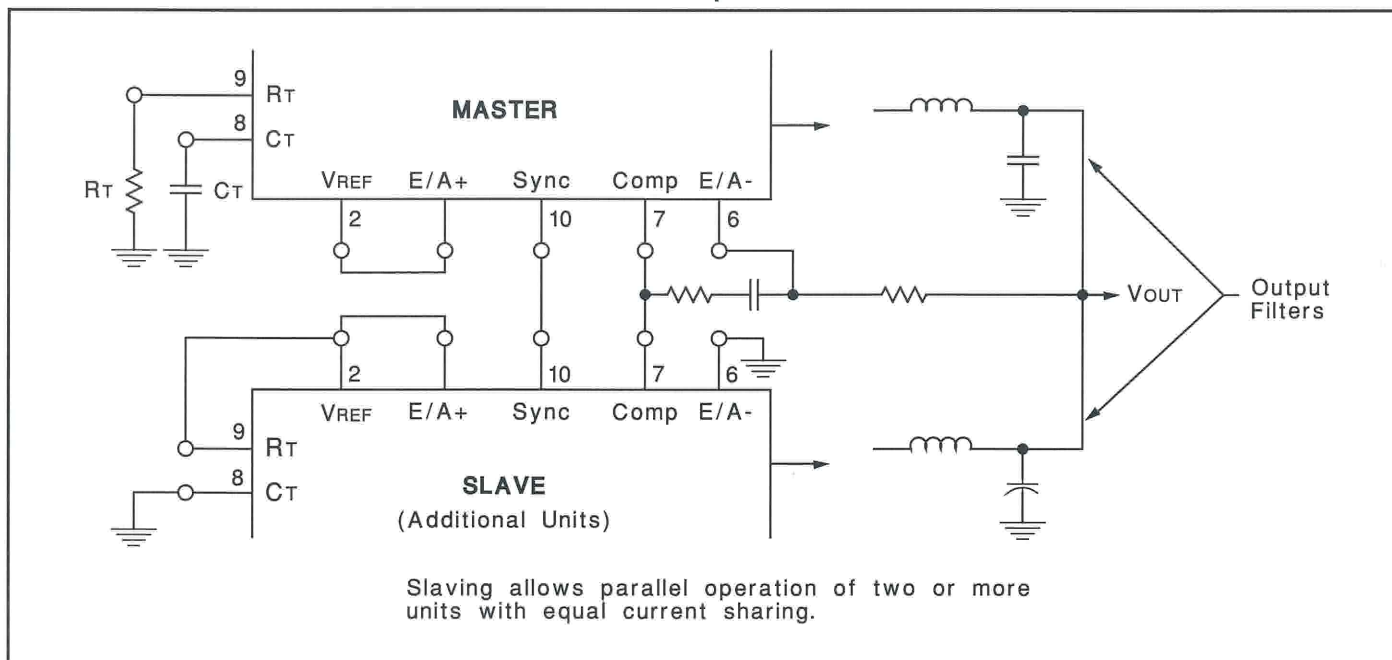 9
RT
MASTER
8
CT
RT
CT
VREF E/A+ Sync Comp E/A-
2 10 7 6
VOUT
Output
Filters
2 10 7 6
VREF E/A+ Sync Comp E/A-
9
RT
8
CT
SLAVE
(Additional Units)
Slaving allows parallel operation of two or more
units with equal current sharing.